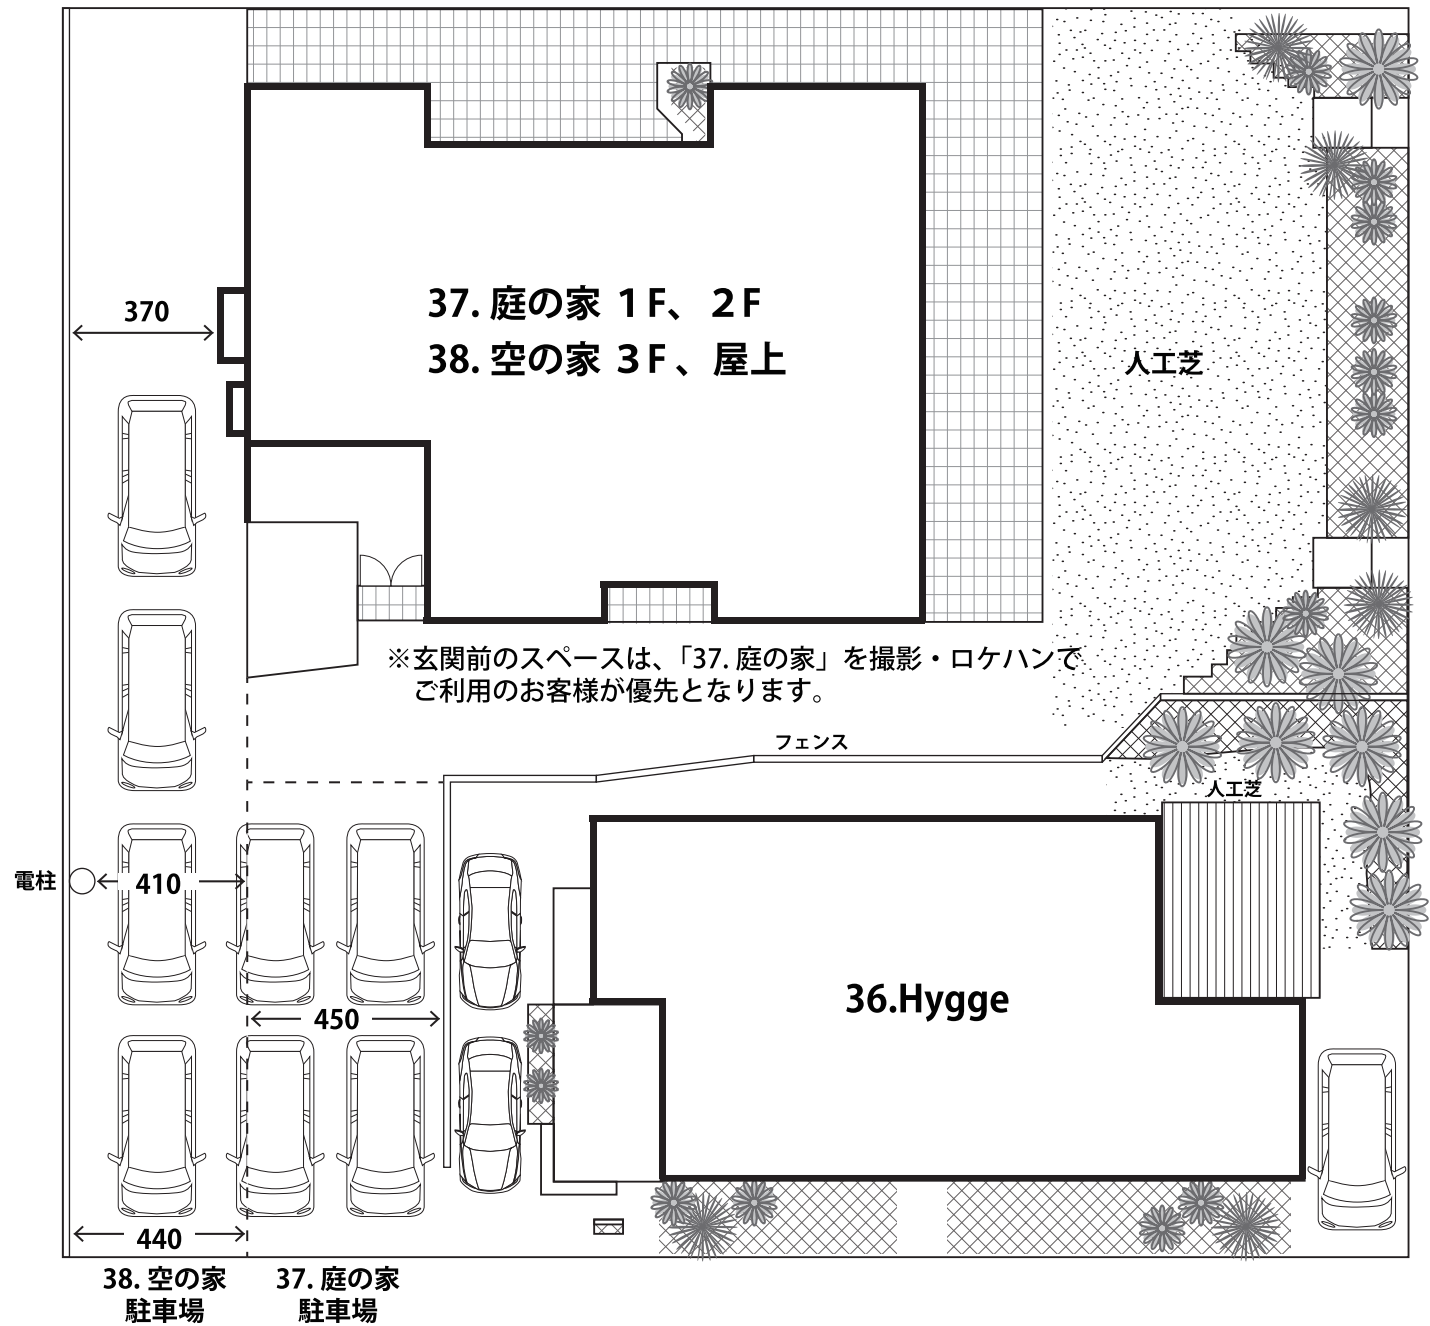 370
37. 庭の家 １F、２F
38. 空の家 ３F、屋上
人工芝
※玄関前のスペースは、「37. 庭の家」を撮影・ロケハンで
ご利用のお客様が優先となります。
フェンス
人工芝
電柱
410
36.Hygge
450
440
38. 空の家
駐車場
37. 庭の家
駐車場